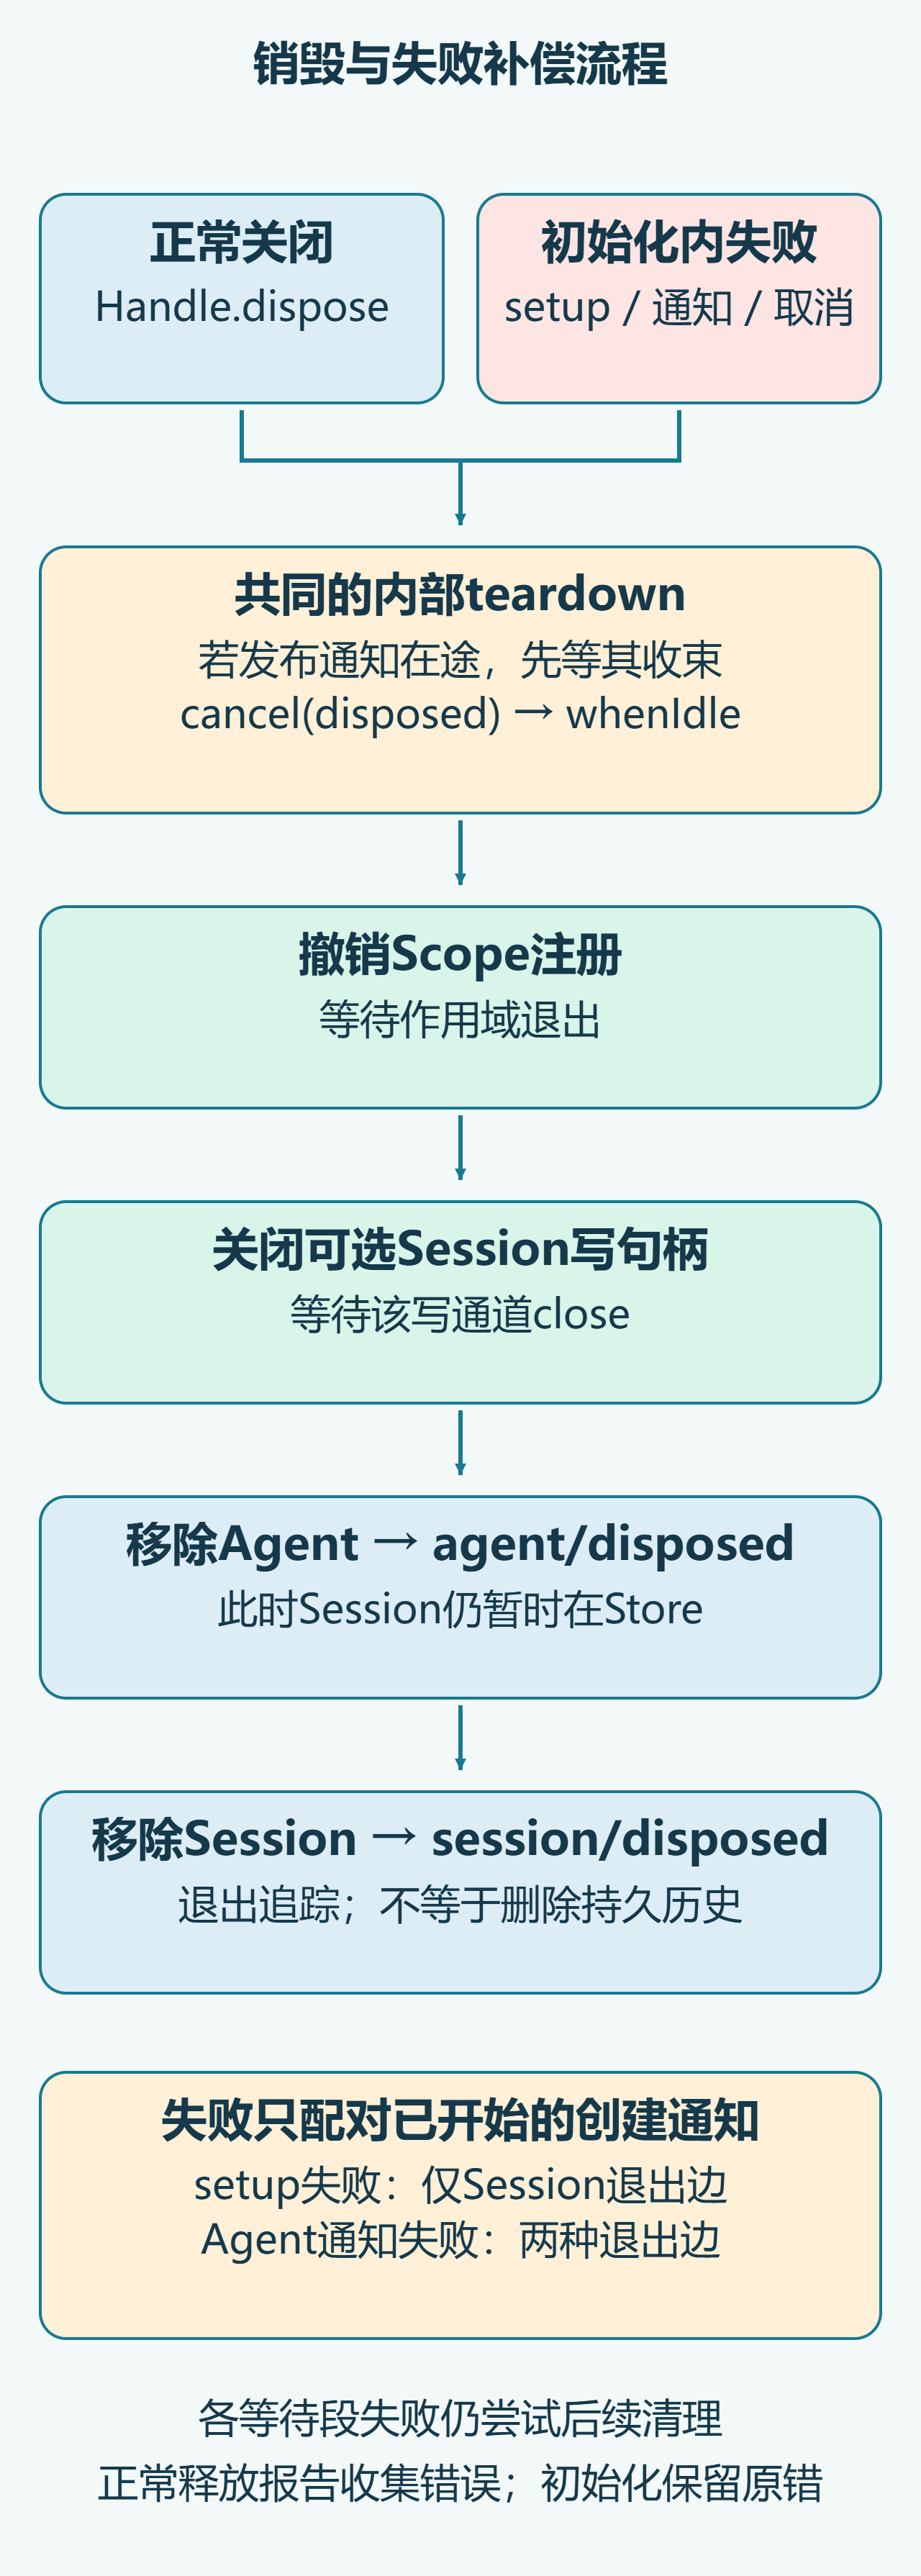 销毁与失败补偿流程
正常关闭
Handle.dispose
初始化内失败
setup / 通知 / 取消
共同的内部teardown
若发布通知在途，先等其收束
cancel(disposed) → whenIdle
撤销Scope注册
等待作用域退出
关闭可选Session写句柄
等待该写通道close
移除Agent → agent/disposed
此时Session仍暂时在Store
移除Session → session/disposed
退出追踪；不等于删除持久历史
失败只配对已开始的创建通知
setup失败：仅Session退出边
Agent通知失败：两种退出边
各等待段失败仍尝试后续清理
正常释放报告收集错误；初始化保留原错